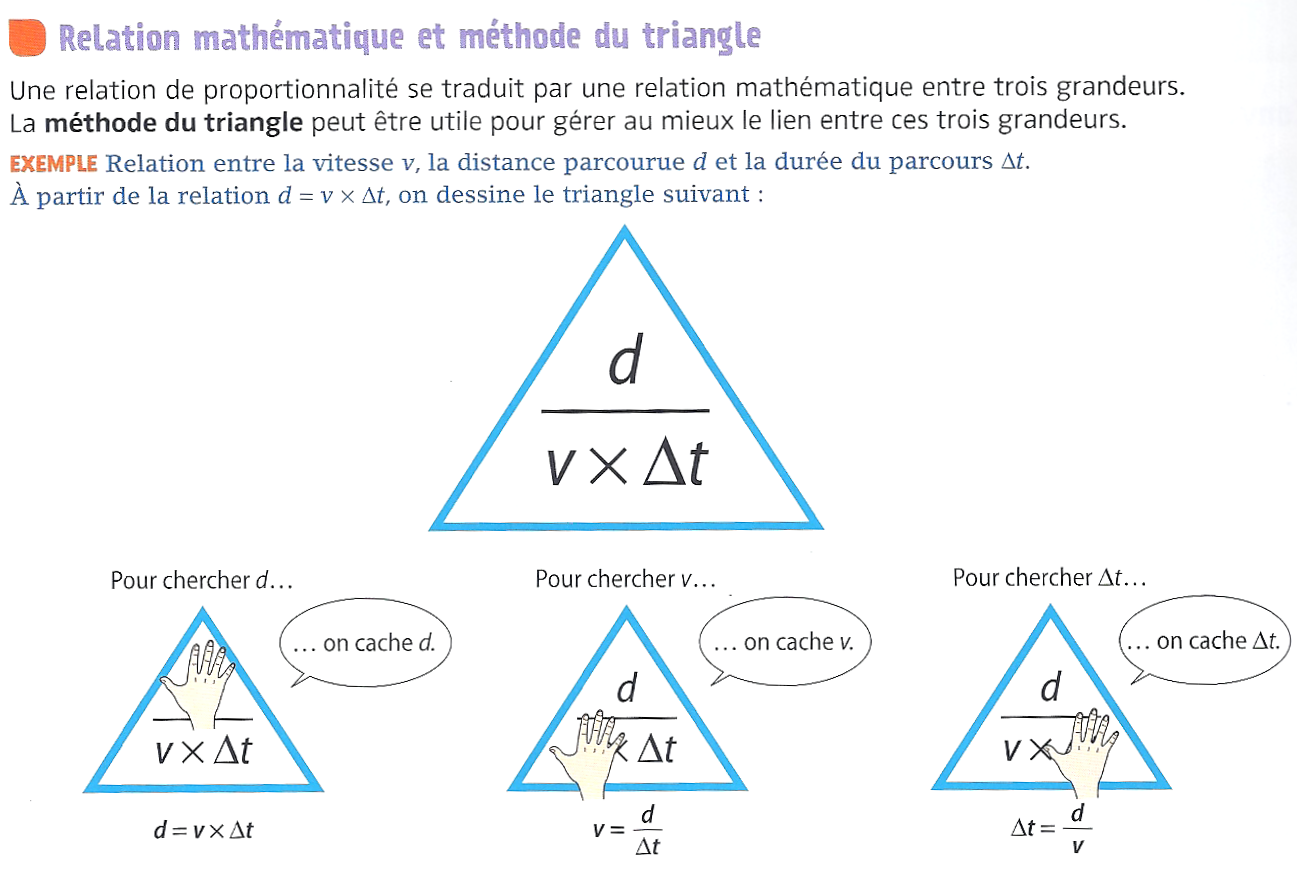 Relation mathématique et méthode du triangle
Une relation de proportionnalité se traduit par une relation mathématique entre trois grandeurs.
La méthode du triangle peut être utile pour gérer au mieux le lien entre ces trois grandeurs.
EXEMPLE Relation entre la vitesse v, la distance parcourue d et la durée du parcours Δt.
À partir de la relation d = v × Δt, on dessine le triangle suivant :
d
v × Δt
Pour chercher d...
... on cache d.
v × Δt
d = v × Δt
Pour chercher v...
... on cache v.
d
× Δt
v = d
Δt
Pour chercher Δt...
... on cache Δt.
d
v ×
Δt = d
v